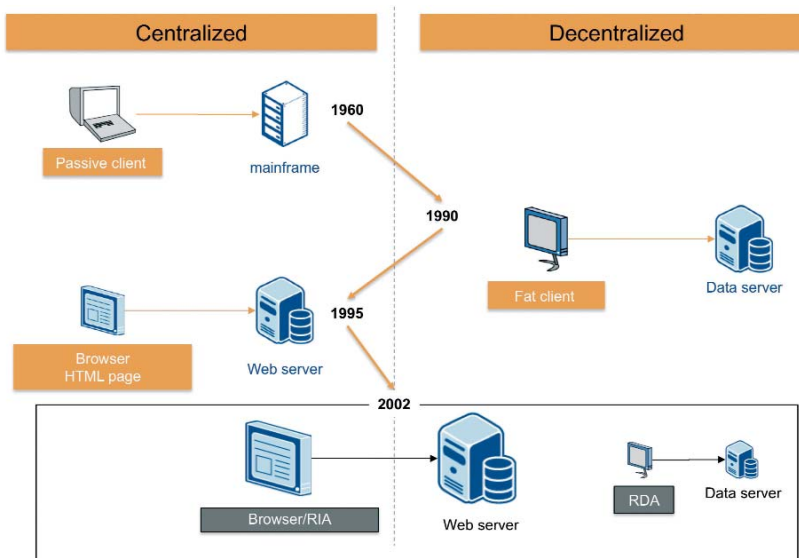 Centralized
Decentralized
1960
Passive client
mainframe
1990
Fat client
Data server
1995
Browser
HTML page
Web server
2002
Browser/RIA
Web server
RDA
Data server